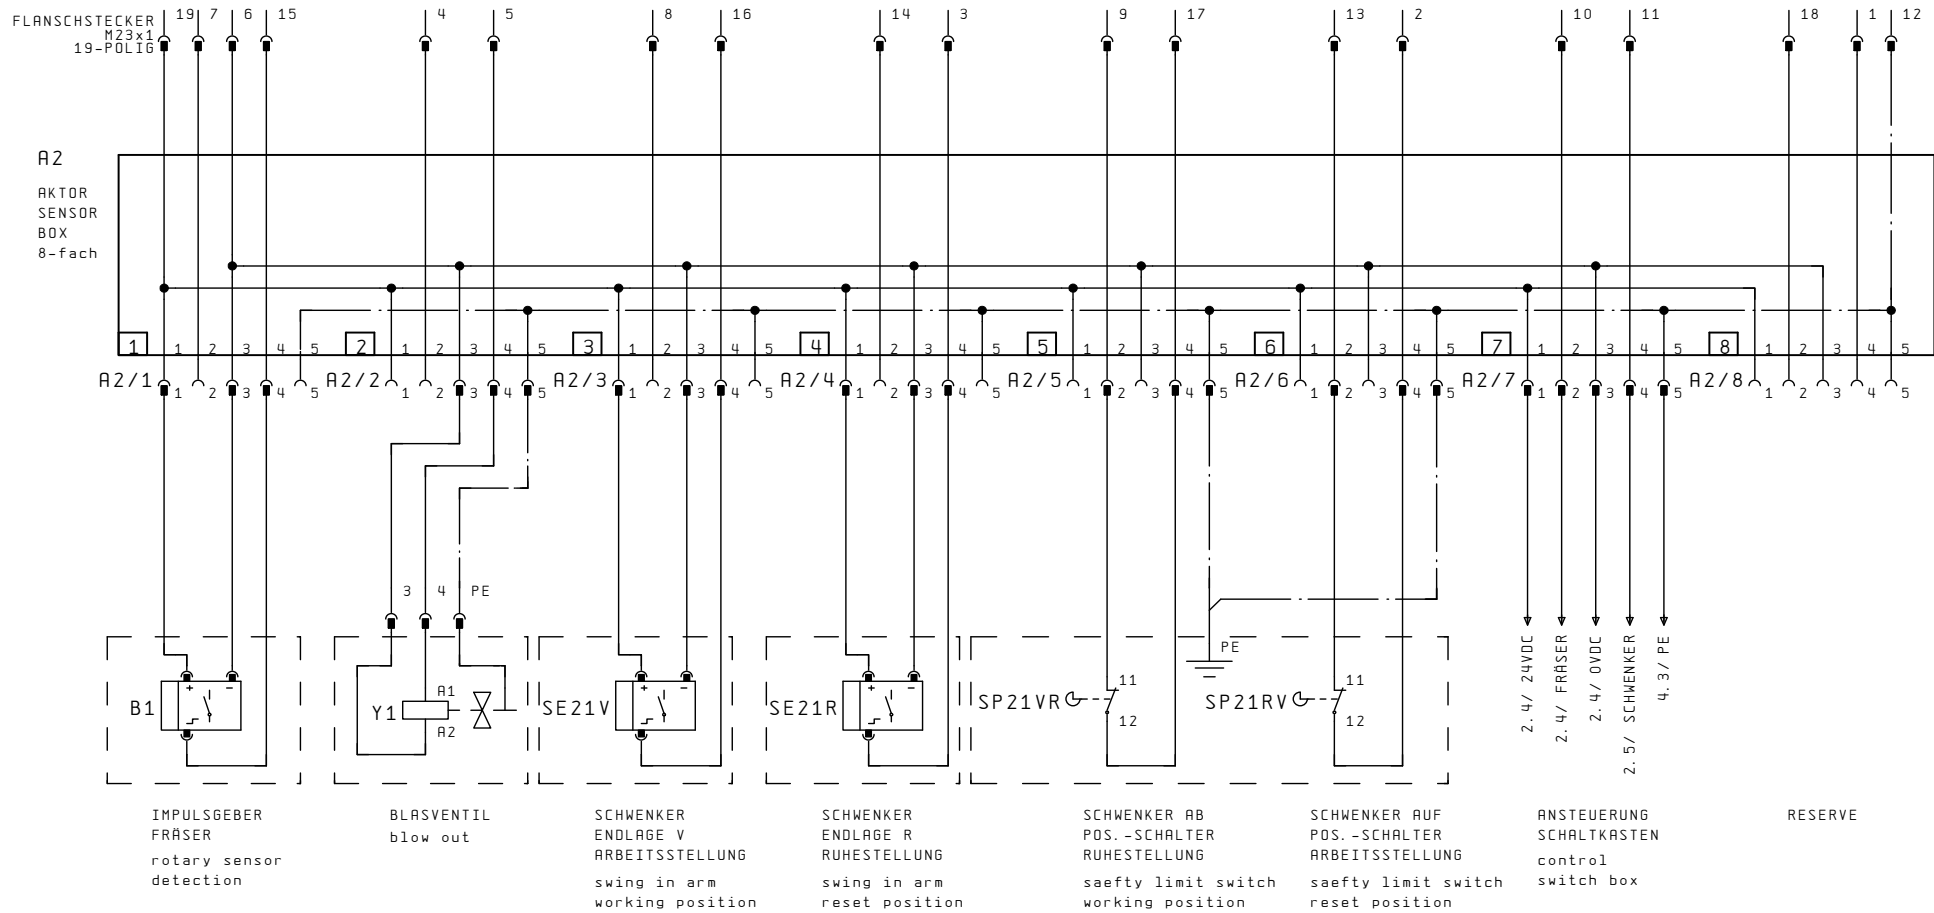 FLANSCHSTECKER
M23x1
19-POLIG
19 7 6 15 4 5 8 16 14 3 9 17 13 2 10 11 18 1 12
A2
AKTOR
SENSOR
BOX
8-fach
1 1 2 3 4 5 2 1 2 3 4 5 3 1 2 3 4 5 4 1 2 3 4 5 5 1 2 3 4 5 6 1 2 3 4 5 7 1 2 3 4 5 8 1 2 3 4 5
A2/1 A2/2 A2/3 A2/4 A2/5 A2/6 A2/7 A2/8
1 2 3 4 5 1 2 3 4 5 1 2 3 4 5 1 2 3 4 5 1 2 3 4 5 1 2 3 4 5 1 2 3 4 5 1 2 3 4 5
3 4 PE
PE
2.4/ 24VDC
2.4/ FRÄSER
2.4/ 0VDC
2.5/ SCHWENKER
4.3/ PE
B1 + -
Y1 A1
A2
SE21V + -
SE21R + -
SP21VR 11
12
SP21RV 11
12
IMPULSGEBER
FRÄSER
rotary sensor
detection
BLASVENTIL
blow out
SCHWENKER
ENDLAGE V
ARBEITSSTELLUNG
swing in arm
working position
SCHWENKER
ENDLAGE R
RUHESTELLUNG
swing in arm
reset position
SCHWENKER AB
POS.-SCHALTER
RUHESTELLUNG
saefty limit switch
working position
SCHWENKER AUF
POS.-SCHALTER
ARBEITSSTELLUNG
saefty limit switch
reset position
ANSTEUERUNG
SCHALTKASTEN
control
switch box
RESERVE